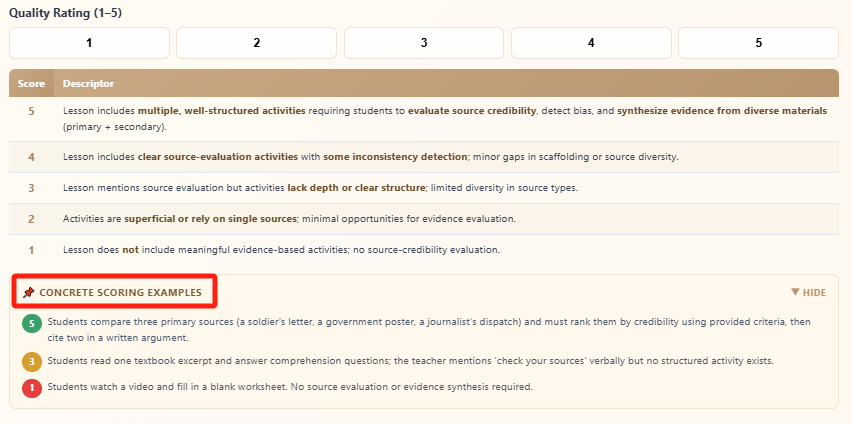 Quality Rating (1–5)
1 2 3 4 5
Score Descriptor
5 Lesson includes multiple, well-structured activities requiring students to evaluate source credibility, detect bias, and synthesize evidence from diverse materials
(primary + secondary).
4 Lesson includes clear source-evaluation activities with some inconsistency detection; minor gaps in scaffolding or source diversity.
3 Lesson mentions source evaluation but activities lack depth or clear structure; limited diversity in source types.
2 Activities are superficial or rely on single sources; minimal opportunities for evidence evaluation.
1 Lesson does not include meaningful evidence-based activities; no source-credibility evaluation.
📌 CONCRETE SCORING EXAMPLES ▼ HIDE
5 Students compare three primary sources (a soldier's letter, a government poster, a journalist's dispatch) and must rank them by credibility using provided criteria, then
cite two in a written argument.
3 Students read one textbook excerpt and answer comprehension questions; the teacher mentions 'check your sources' verbally but no structured activity exists.
1 Students watch a video and fill in a blank worksheet. No source evaluation or evidence synthesis required.